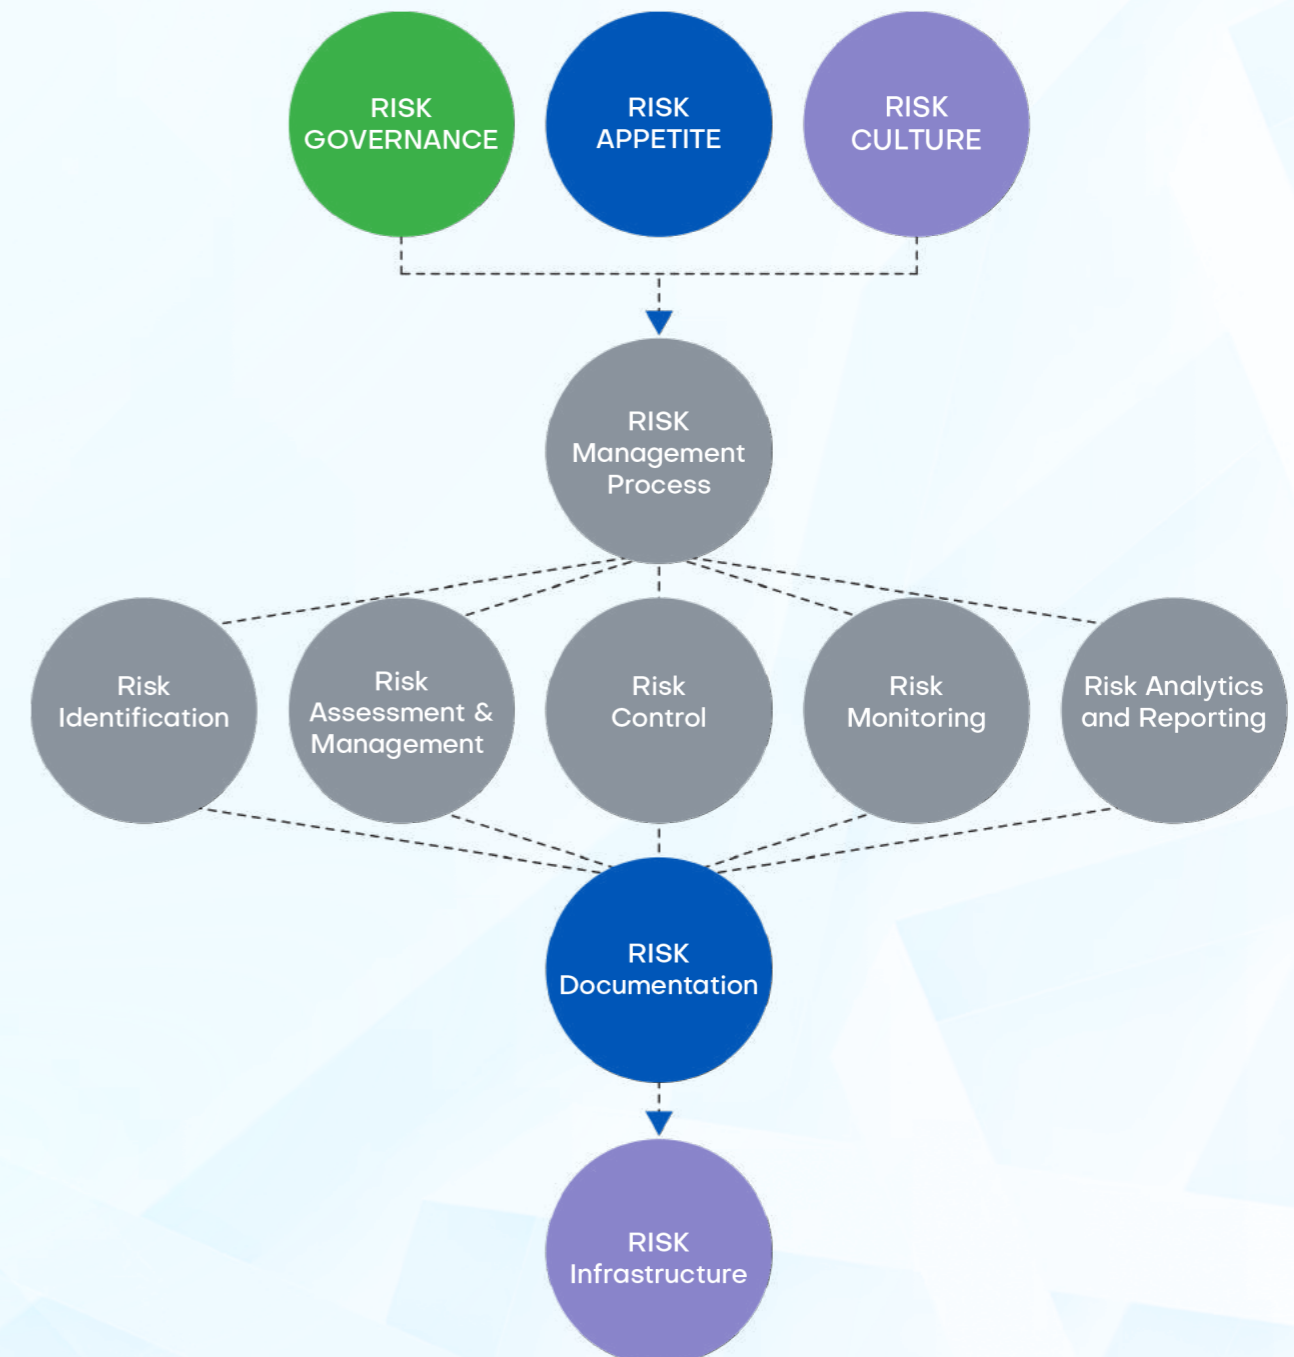 RISK
GOVERNANCE
RISK
APPETITE
RISK
CULTURE
RISK
Management
Process
Risk
Identification
Risk
Assessment &
Management
Risk
Control
Risk
Monitoring
Risk Analytics
and Reporting
RISK
Documentation
RISK
Infrastructure